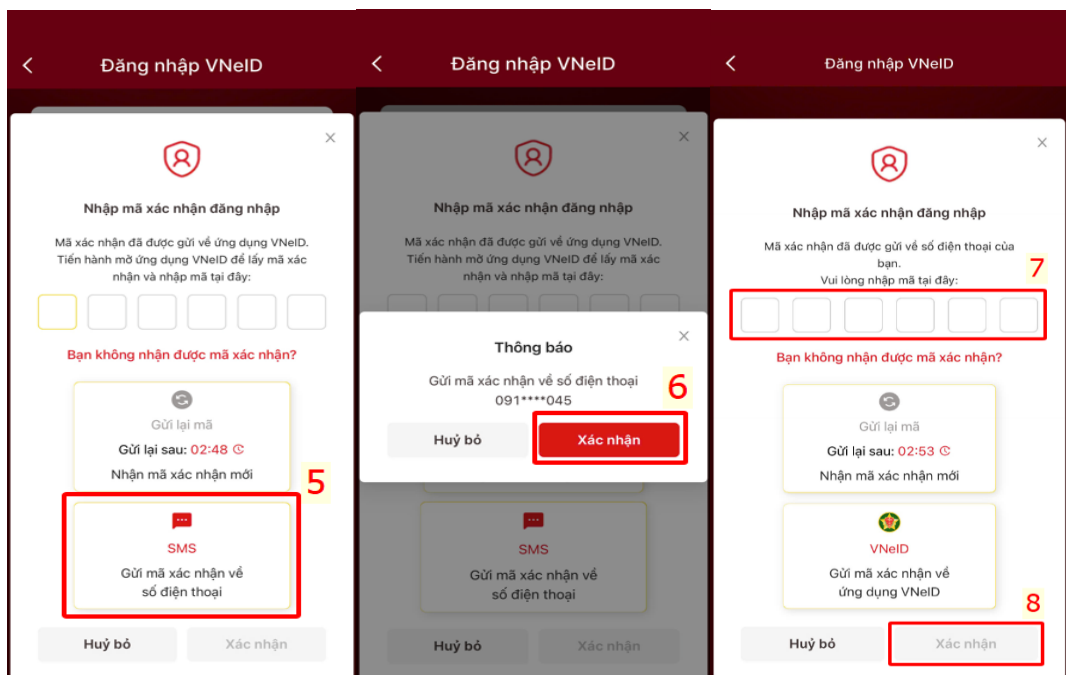 Đăng nhập VNeID
Nhập mã xác nhận đăng nhập
Mã xác nhận đã được gửi về ứng dụng VNeID.
Tiến hành mở ứng dụng VNeID để lấy mã xác
nhận và nhập mã tại đây:
Bạn không nhận được mã xác nhận?
Gửi lại mã
Gửi lại sau: 02:48
Nhận mã xác nhận mới
5
SMS
Gửi mã xác nhận về
số điện thoại
Huỷ bỏ
Xác nhận
Đăng nhập VNeID
Nhập mã xác nhận đăng nhập
Mã xác nhận đã được gửi về ứng dụng VNeID.
Tiến hành mở ứng dụng VNeID để lấy mã xác
nhận và nhập mã tại đây:
Thông báo
Gửi mã xác nhận về số điện thoại
091****045
6
Huỷ bỏ
Xác nhận
SMS
Gửi mã xác nhận về
số điện thoại
Huỷ bỏ
Xác nhận
Đăng nhập VNeID
Nhập mã xác nhận đăng nhập
Mã xác nhận đã được gửi về số điện thoại của
bạn.
Vui lòng nhập mã tại đây:
7
Bạn không nhận được mã xác nhận?
Gửi lại mã
Gửi lại sau: 02:53
Nhận mã xác nhận mới
VNeID
Gửi mã xác nhận về
ứng dụng VNeID
8
Huỷ bỏ
Xác nhận